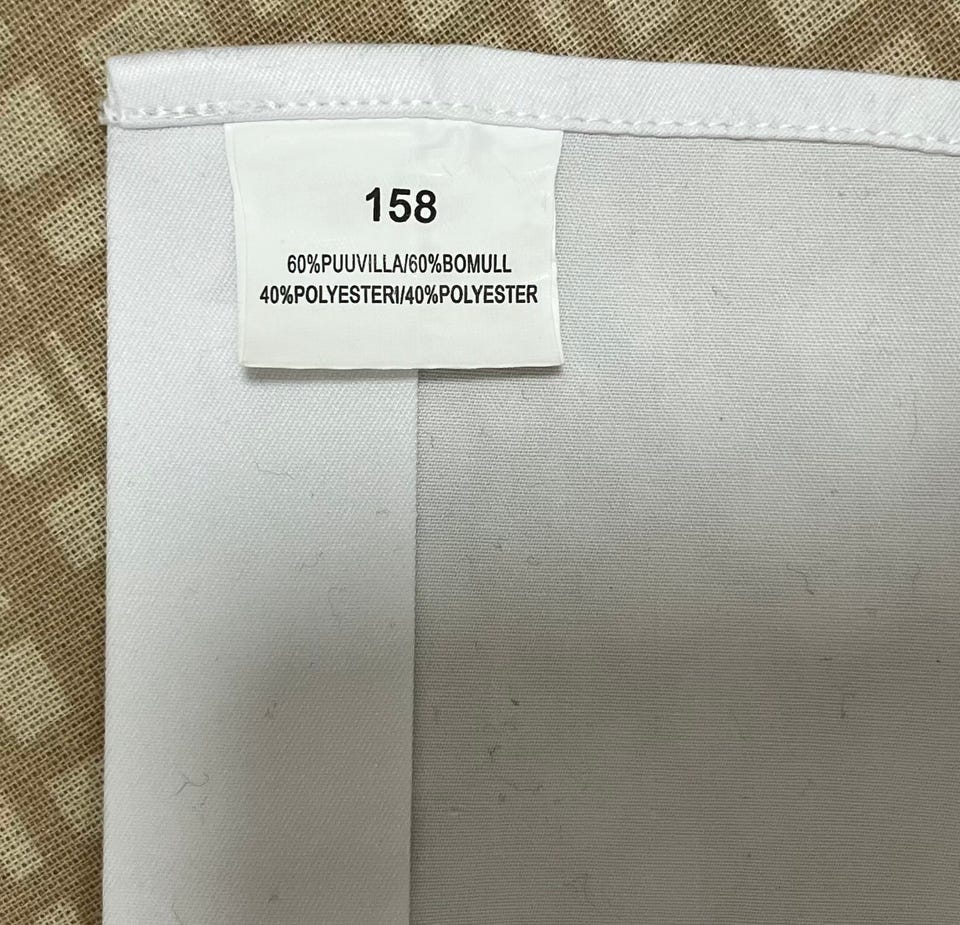 158
60%PUUVILLA/60%BOMULL
40%POLYESTERI/40%POLYESTER